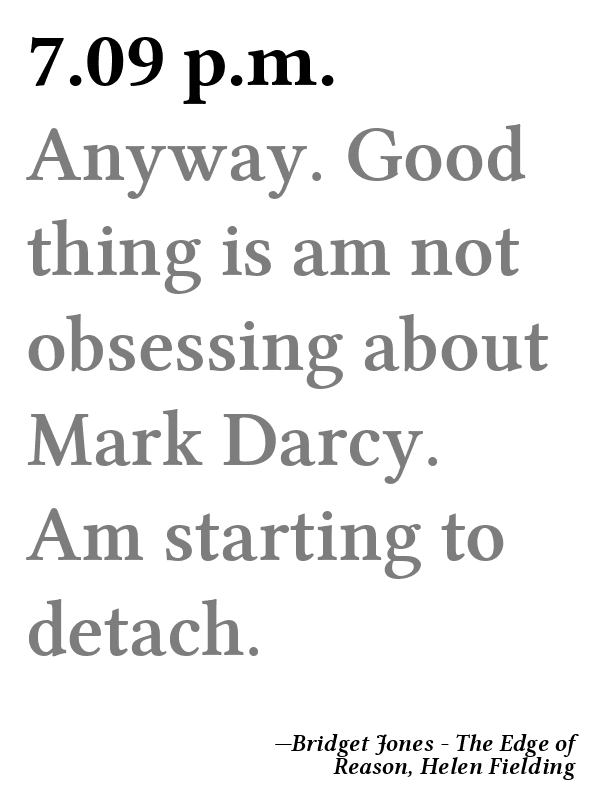 7.09 p.m.
Anyway. Good
thing is am not
obsessing about
Mark Darcy.
Am starting to
detach.
—Bridget Jones - The Edge of
Reason, Helen Fielding